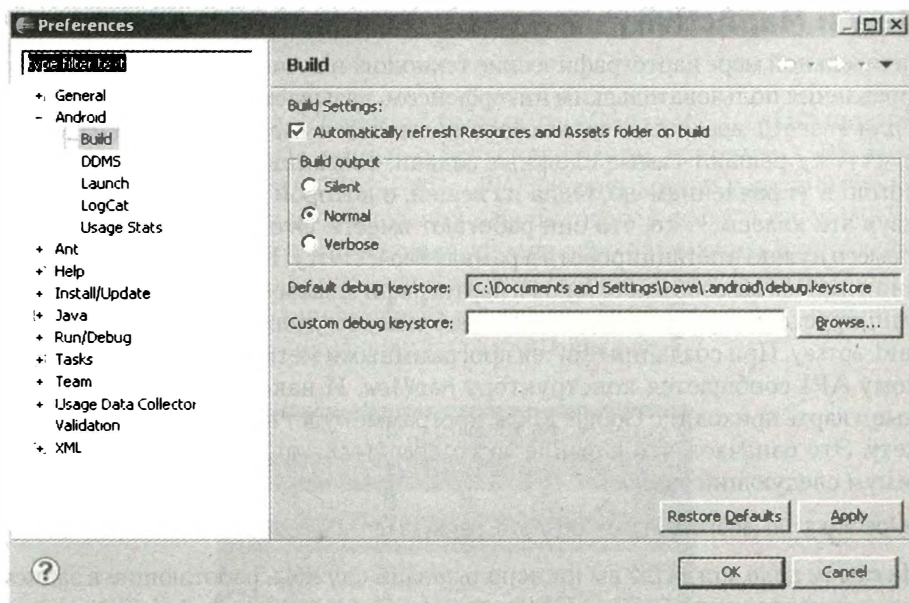 Preferences
type filter text
General
Android
Build
DDMS
Launch
LogCat
Usage Stats
Ant
Help
Install/Update
Java
Run/Debug
Tasks
Team
Usage Data Collector
Validation
XML
Build
Build Settings:
Automatically refresh Resources and Assets folder on build
Build output
Silent
Normal
Verbose
Default debug keystore: C:\Documents and Settings\Dave\.android\debug.keystore
Custom debug keystore: Browse...
Restore Defaults Apply
? OK Cancel